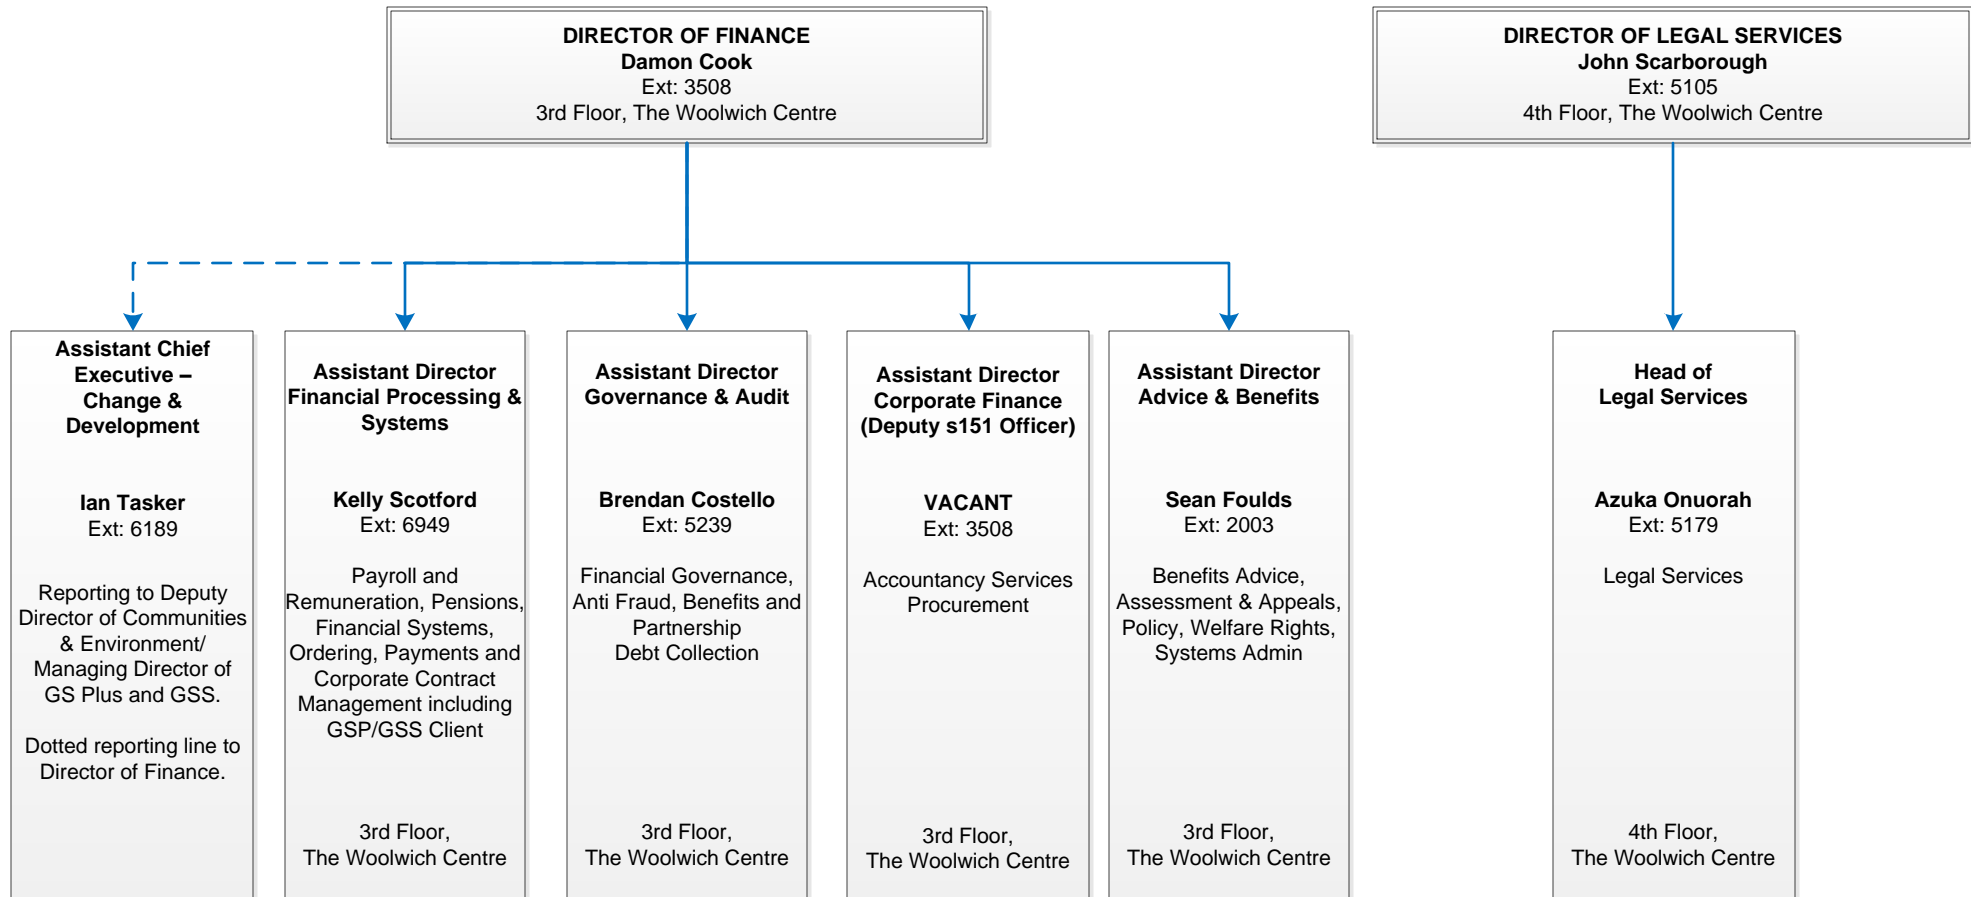 DIRECTOR OF FINANCE
Damon Cook
Ext: 3508
3rd Floor, The Woolwich Centre
DIRECTOR OF LEGAL SERVICES
John Scarborough
Ext: 5105
4th Floor, The Woolwich Centre
Assistant Chief
Executive –
Change &
Development
Ian Tasker
Ext: 6189
Reporting to Deputy
Director of Communities
& Environment/
Managing Director of
GS Plus and GSS.
Dotted reporting line to
Director of Finance.
Assistant Director
Financial Processing &
Systems
Kelly Scotford
Ext: 6949
Payroll and
Remuneration, Pensions,
Financial Systems,
Ordering, Payments and
Corporate Contract
Management including
GSP/GSS Client
3rd Floor,
The Woolwich Centre
Assistant Director
Governance & Audit
Brendan Costello
Ext: 5239
Financial Governance,
Anti Fraud, Benefits and
Partnership
Debt Collection
3rd Floor,
The Woolwich Centre
Assistant Director
Corporate Finance
(Deputy s151 Officer)
VACANT
Ext: 3508
Accountancy Services
Procurement
3rd Floor,
The Woolwich Centre
Assistant Director
Advice & Benefits
Sean Foulds
Ext: 2003
Benefits Advice,
Assessment & Appeals,
Policy, Welfare Rights,
Systems Admin
3rd Floor,
The Woolwich Centre
Head of
Legal Services
Azuka Onuorah
Ext: 5179
Legal Services
4th Floor,
The Woolwich Centre